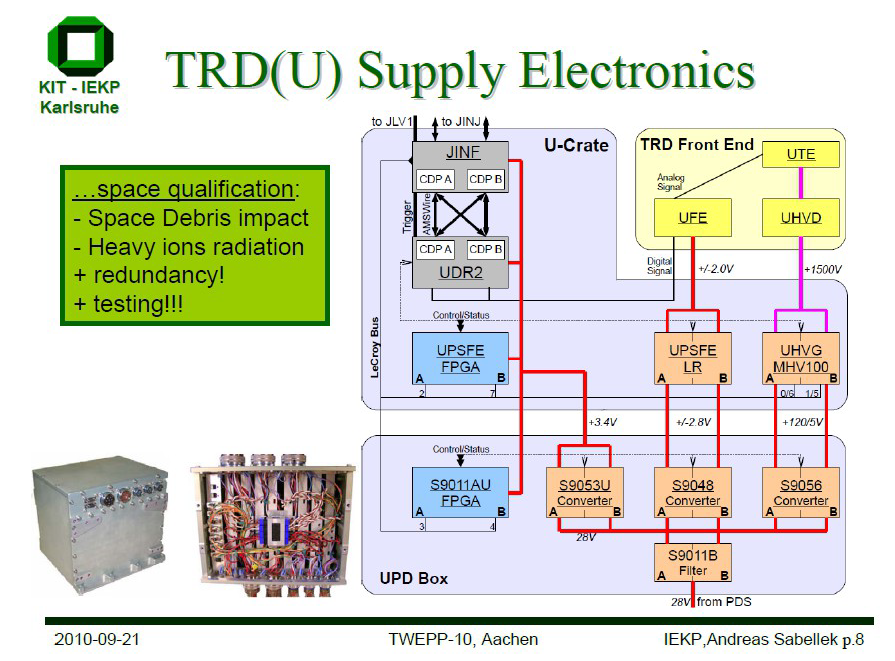 KIT - IEKP
Karlsruhe
TRD(U) Supply Electronics
...space qualification:
- Space Debris impact
- Heavy ions radiation
+ redundancy!
+ testing!!!
to JLV1
to JINJ
JINF
CDP A
CDP B
U-Crate
TRD Front End
UTE
Analog
Signal
UFE
UHVD
Trigger
AMSWire
CDP A
CDP B
UDR2
Digital
Signal
+/-2.0V
+1500V
LeCroy Bus
Control/Status
UPSFE
FPGA
A
B
2
7
UPSFE
LR
A
B
UHVG
MHV100
A
B
0/6
1/5
+3.4V
+/-2.8V
+120/5V
Control/Status
S9011AU
FPGA
A
B
3
4
S9053U
Converter
A
B
S9048
Converter
A
B
S9056
Converter
A
B
28V
S9011B
Filter
A
B
UPD Box
28V from PDS
2010-09-21
TWEPP-10, Aachen
IEKP,Andreas Sabellek p.8